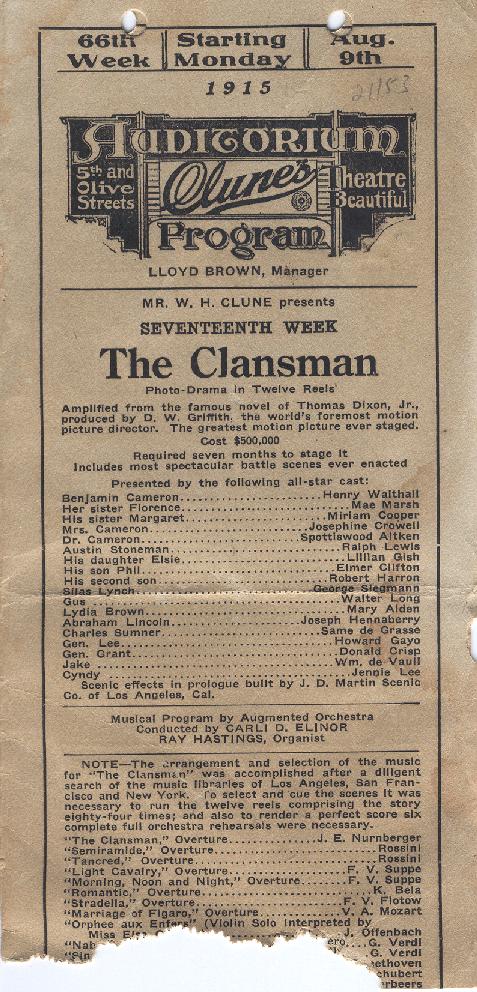 66th Week Starting Monday Aug. 9th
1915
21153
AUDITORIUM
5th and Olive Streets
Clune's
Theatre Beautiful
Program
LLOYD BROWN, Manager
MR. W. H. CLUNE presents
SEVENTEENTH WEEK
The Clansman
Photo-Drama in Twelve Reels
Amplified from the famous novel of Thomas Dixon, Jr.,
produced by D. W. Griffith, the world's foremost motion
picture director. The greatest motion picture ever staged.
Cost $500,000
Required seven months to stage it
Includes most spectacular battle scenes ever enacted
Presented by the following all-star cast:
Benjamin Cameron..........Henry Walthall
Her sister Florence..........Mae Marsh
His sister Margaret..........Miriam Cooper
Mrs. Cameron..........Josephine Crowell
Dr. Cameron..........Spottiswood Aitken
Austin Stoneman..........Ralph Lewis
His daughter Elsie..........Lillian Gish
His son Phil..........Elmer Clifton
His second son..........Robert Harron
Silas Lynch..........George Siegmann
Gus..........Walter Long
Lydia Brown..........Mary Alden
Abraham Lincoln..........Joseph Hennaberry
Charles Sumner..........Same de Grasse
Gen. Lee..........Howard Gayo
Gen. Grant..........Donald Crisp
Jake..........Wm. de Vaull
Cyndy..........Jennie Lee
Scenic effects in prologue built by J. D. Martin Scenic
Co. of Los Angeles, Cal.
Musical Program by Augmented Orchestra
Conducted by CARLI D. ELINOR
RAY HASTINGS, Organist
NOTE—The arrangement and selection of the music
for "The Clansman" was accomplished after a diligent
search of the music libraries of Los Angeles, San Fran-
cisco and New York. To select and cue the scenes it was
necessary to run the twelve reels comprising the story
eighty-four times; and also to render a perfect score six
complete full orchestra rehearsals were necessary.
"The Clansman," Overture..........J. E. Nurnberger
"Semiramide," Overture..........Rossini
"Tancred," Overture..........Rossini
"Light Cavalry," Overture..........F. V. Suppe
"Morning, Noon and Night," Overture..........F. V. Suppe
"Romantic," Overture..........K. Bela
"Stradella," Overture..........F. V. Flotow
"Marriage of Figaro," Overture..........V. A. Mozart
"Orphee aux Enfers" (Violin Solo Interpreted by
Miss J. Offenbach
"Nab G. Verdi
G. Verdi